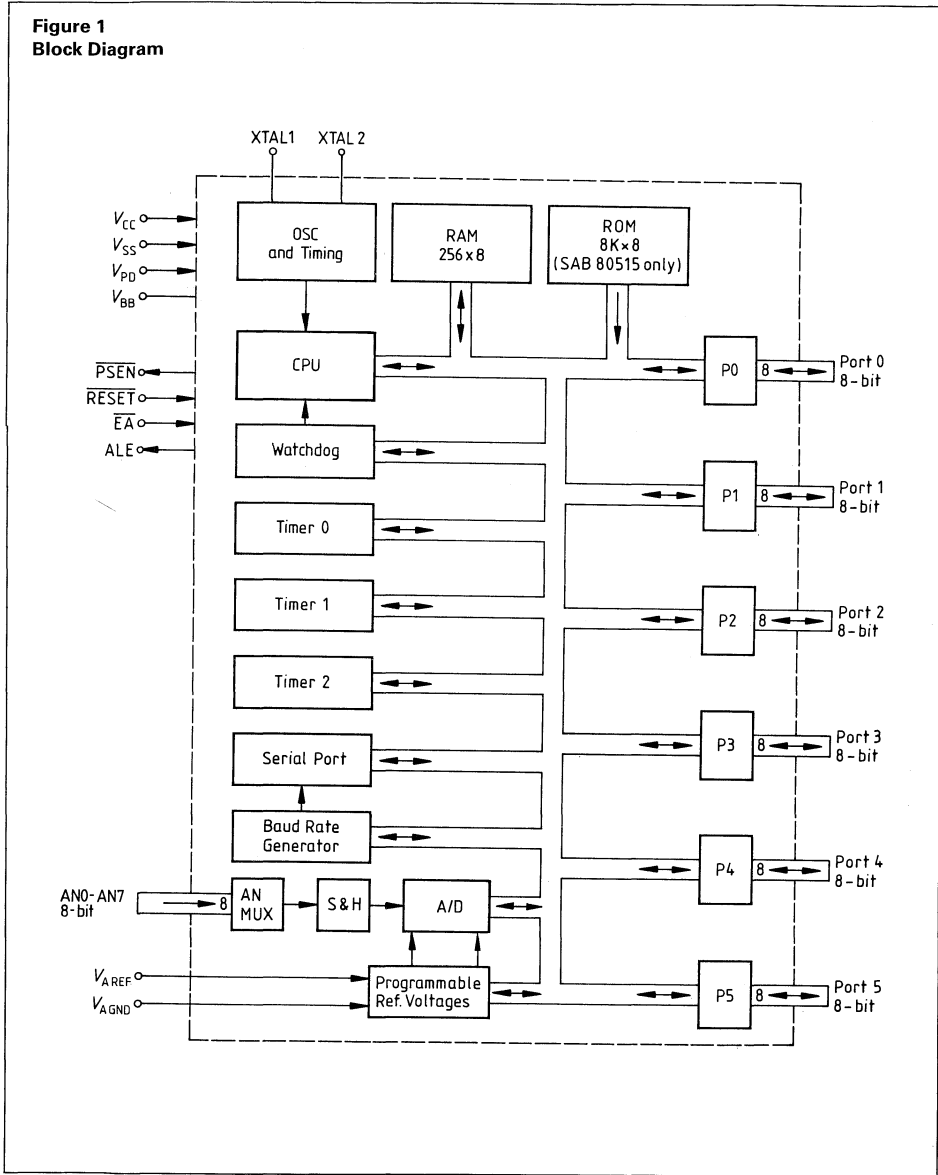 Figure 1
Block Diagram
XTAL1 XTAL 2
VCC
VSS
VPD
VBB
PSEN
RESET
EA
ALE
OSC
and Timing
RAM
256x8
ROM
8K×8
(SAB 80515 only)
CPU
Watchdog
Timer 0
Timer 1
Timer 2
Serial Port
Baud Rate
Generator
AN0-AN7
8-bit
8
AN
MUX
S&H
A/D
VAREF
VAGND
Programmable
Ref. Voltages
P0
8
Port 0
8-bit
P1
8
Port 1
8-bit
P2
8
Port 2
8-bit
P3
8
Port 3
8-bit
P4
8
Port 4
8-bit
P5
8
Port 5
8-bit